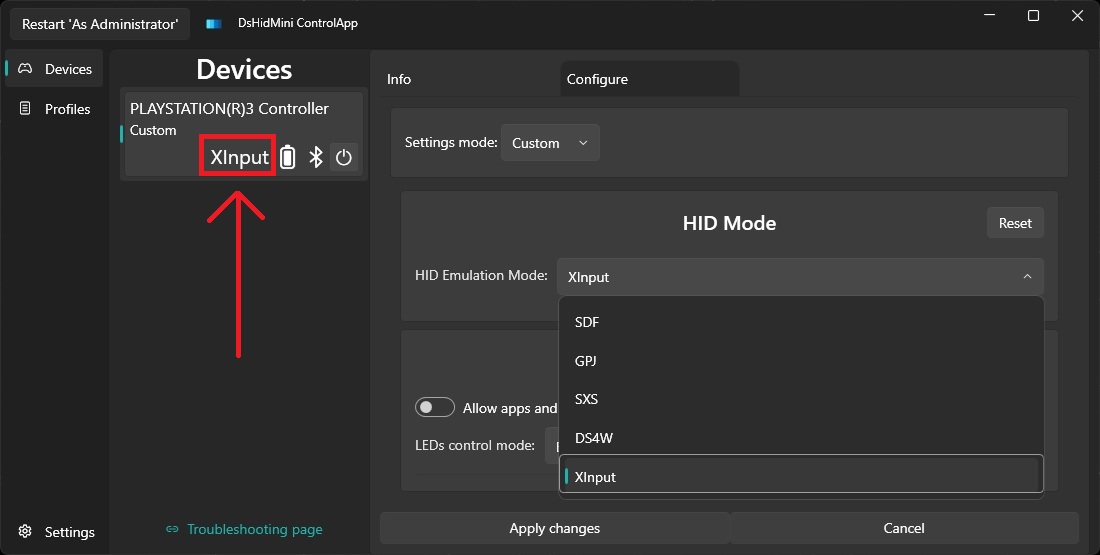 Restart 'As Administrator'
DsHidMini ControlApp
Devices
Profiles
Settings
Devices
PLAYSTATION(R)3 Controller
Custom
XInput
Troubleshooting page
Info
Configure
Settings mode: Custom
HID Mode
Reset
HID Emulation Mode: XInput
SDF
GPJ
SXS
DS4W
XInput
Allow apps and
LEDs control mode:
Apply changes
Cancel